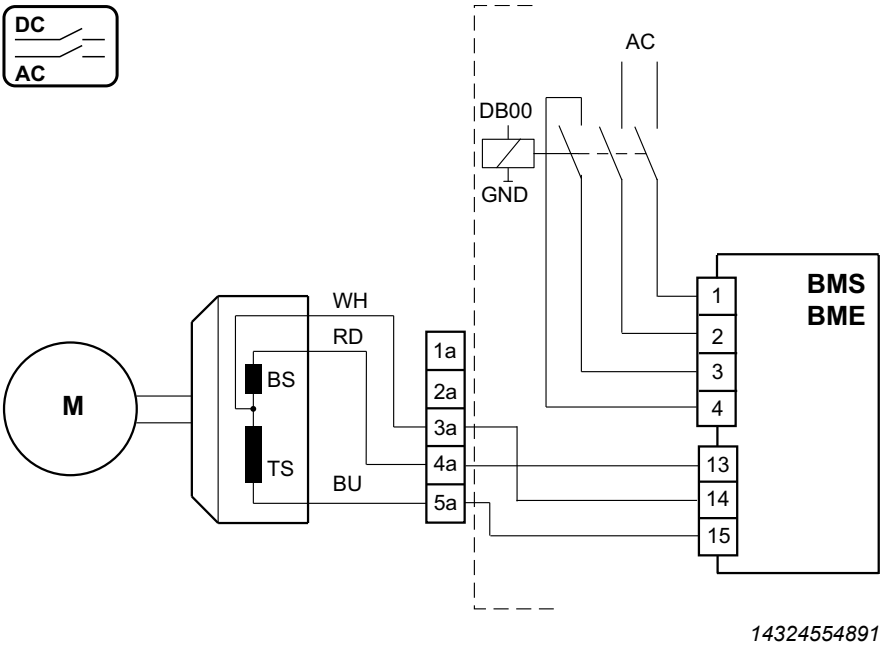 DC
AC
AC
DB00
GND
BMS
BME
1
2
3
4
WH
RD
BS
TS
BU
M
1a
2a
3a
4a
5a
13
14
15
14324554891